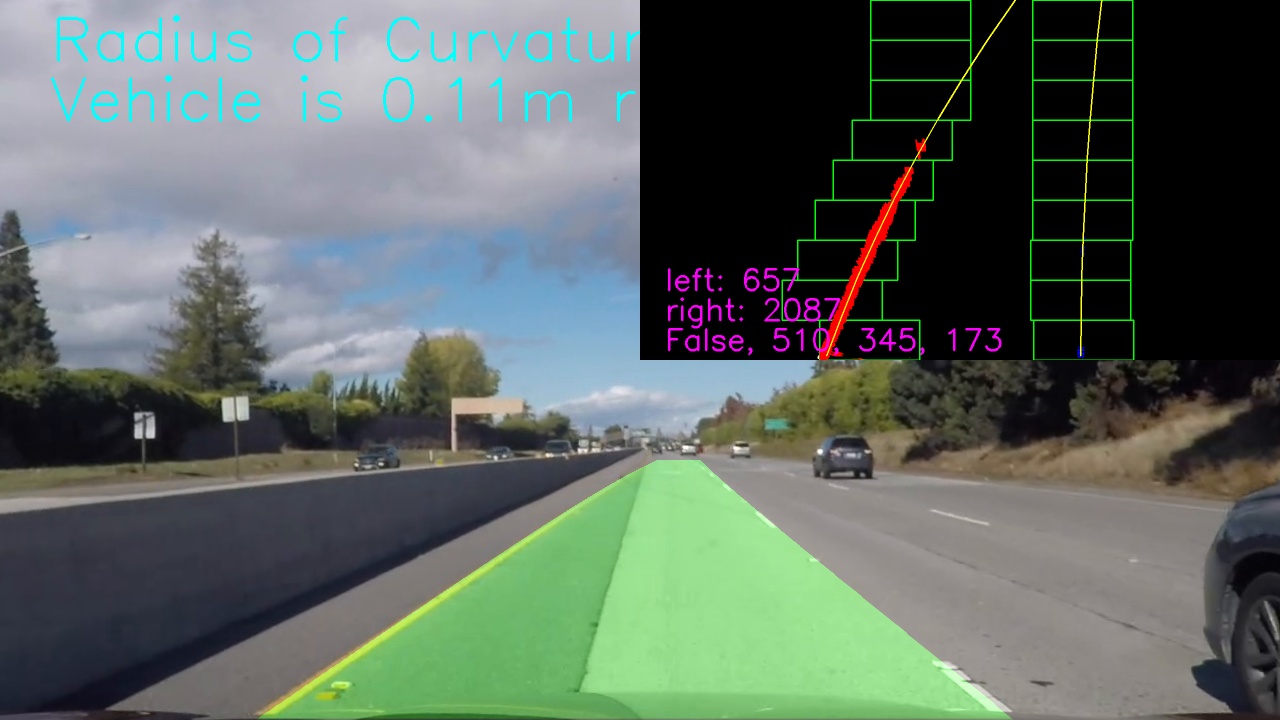 Radius of Curvatur
Vehicle is 0.11m r
left: 657
right: 2087
False, 510, 345, 173